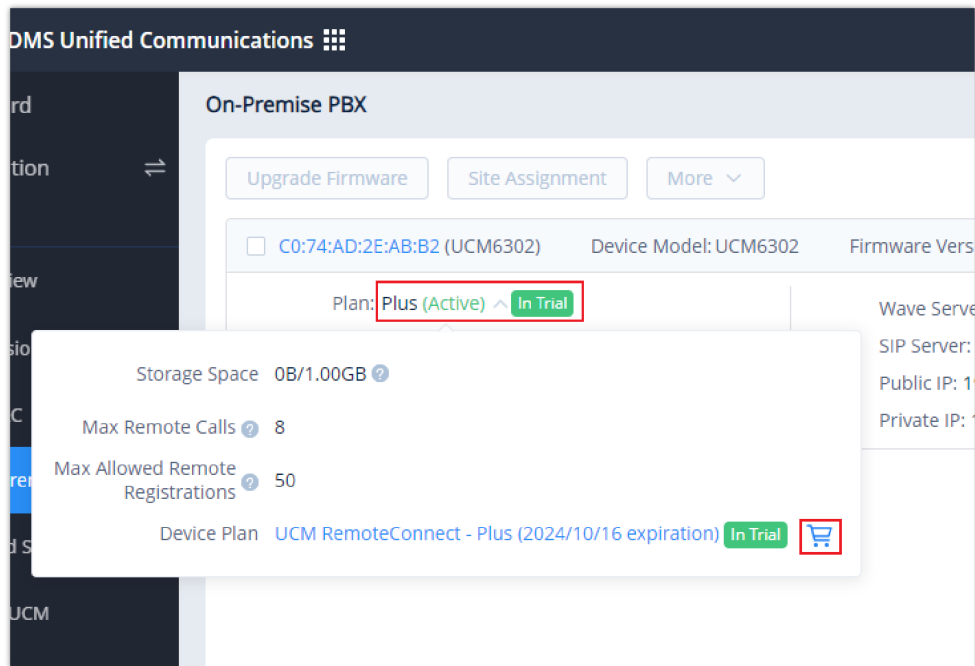 DMS Unified Communications
rd
On-Premise PBX
tion
Upgrade Firmware Site Assignment More
C0:74:AD:2E:AB:B2 (UCM6302) Device Model: UCM6302 Firmware Vers
iew
Plan: Plus (Active) In Trial
Wave Serve
sio
SIP Server:
Storage Space 0B/1.00GB
Public IP: 1
C
Max Remote Calls 8
Private IP: 1
Max Allowed Remote
Registrations 50
rer
Device Plan UCM RemoteConnect - Plus (2024/10/16 expiration) In Trial
d S
UCM